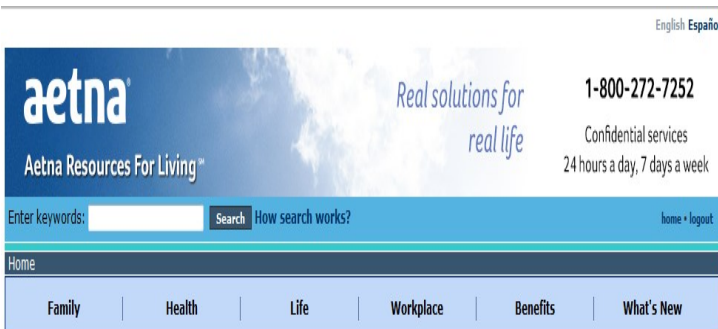 English Españo
aetna®
Aetna Resources For Living℠
Real solutions for
real life
1-800-272-7252
Confidential services
24 hours a day, 7 days a week
Enter keywords: Search How search works?
home • logout
Home
Family | Health | Life | Workplace | Benefits | What's New